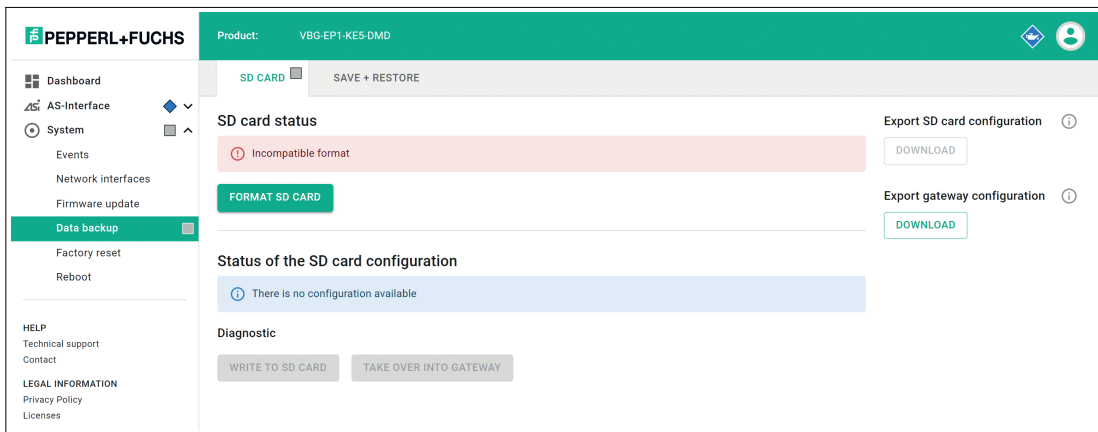 PEPPERL+FUCHS
Product: VBG-EP1-KE5-DMD
Dashboard
AS-Interface
System
Events
Network interfaces
Firmware update
Data backup
Factory reset
Reboot
HELP
Technical support
Contact
LEGAL INFORMATION
Privacy Policy
Licenses
SD CARD SAVE + RESTORE
SD card status
Incompatible format
FORMAT SD CARD
Status of the SD card configuration
There is no configuration available
Diagnostic
WRITE TO SD CARD TAKE OVER INTO GATEWAY
Export SD card configuration
DOWNLOAD
Export gateway configuration
DOWNLOAD